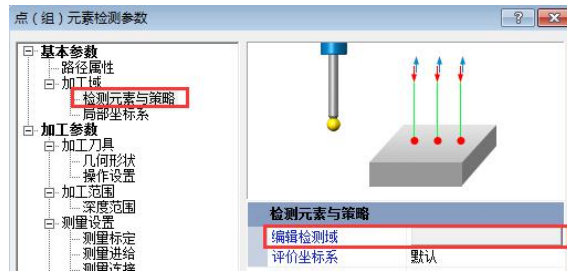 点（组）元素检测参数
基本参数
路径属性
加工域
检测元素与策略
局部坐标系
加工参数
加工刀具
几何形状
操作设置
加工范围
深度范围
测量设置
测量标定
测量进给
测量连接
检测元素与策略
编辑检测域
评价坐标系 默认